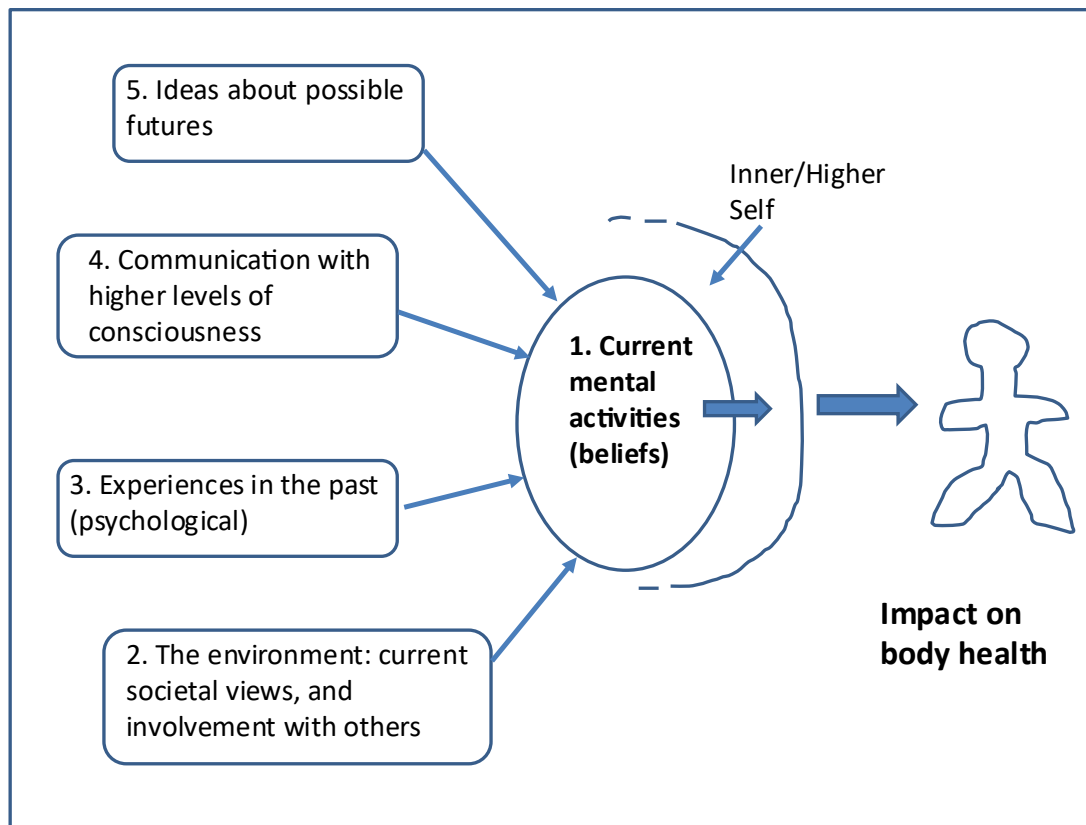 5. Ideas about possible
futures
Inner/Higher
Self
4. Communication with
higher levels of
consciousness
1. Current
mental
activities
(beliefs)
3. Experiences in the past
(psychological)
2. The environment: current
societal views, and
involvement with others
Impact on
body health